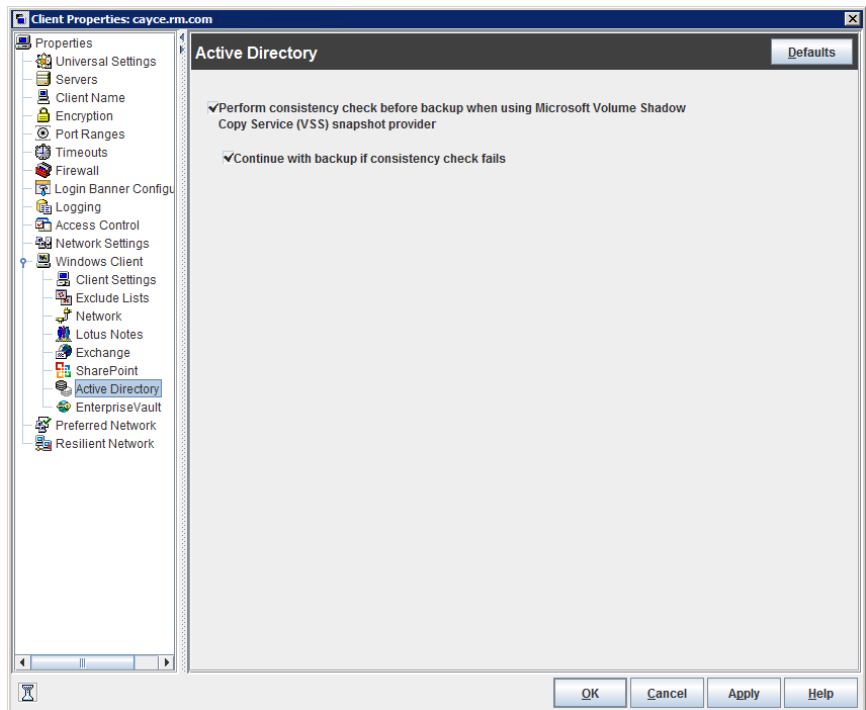 Client Properties: cayce.rm.com
Properties
Universal Settings
Servers
Client Name
Encryption
Port Ranges
Timeouts
Firewall
Login Banner Configu
Logging
Access Control
Network Settings
Windows Client
Client Settings
Exclude Lists
Network
Lotus Notes
Exchange
SharePoint
Active Directory
EnterpriseVault
Preferred Network
Resilient Network
Active Directory
Defaults
Perform consistency check before backup when using Microsoft Volume Shadow
Copy Service (VSS) snapshot provider
Continue with backup if consistency check fails
OK
Cancel
Apply
Help